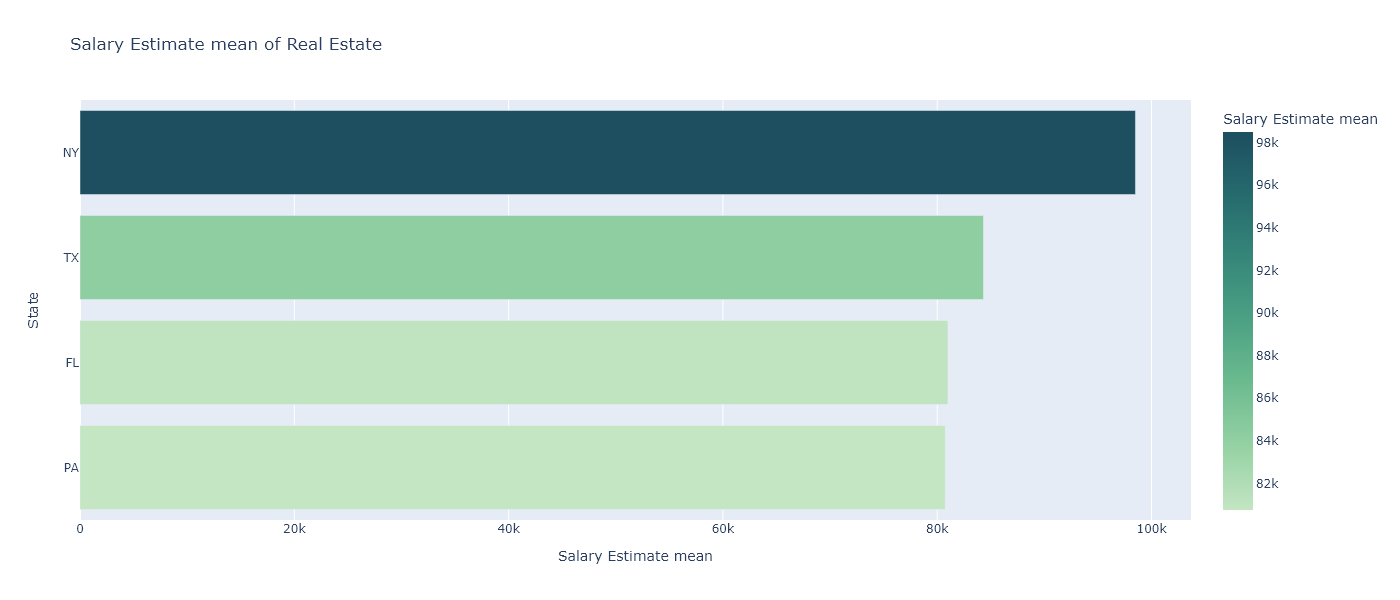 Salary Estimate mean of Real Estate
State
NY
TX
FL
PA
0 20k 40k 60k 80k 100k
Salary Estimate mean
Salary Estimate mean
98k
96k
94k
92k
90k
88k
86k
84k
82k